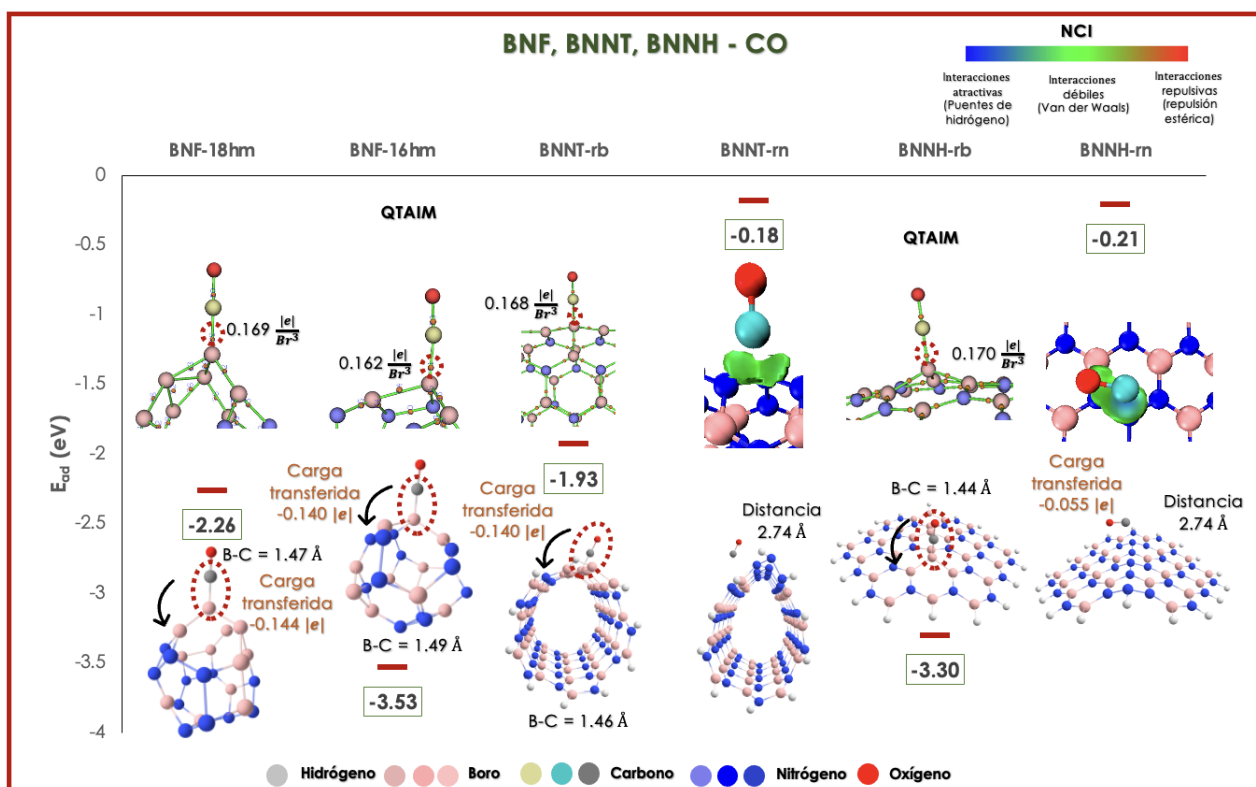 BNF, BNNT, BNNH - CO
NCI
Interacciones
atractivas
(Puentes de
hidrógeno)
Interacciones
débiles
(Van der Waals)
Interacciones
repulsivas
(repulsión
estérica)
BNF-18hm
BNF-16hm
BNNT-rb
BNNT-rn
BNNH-rb
BNNH-rn
E_ad (eV)
0
-0.5
-1
-1.5
-2
-2.5
-3
-3.5
-4
QTAIM
QTAIM
-0.18
-0.21
0.169 |e|/Br³
0.162 |e|/Br³
0.168 |e|/Br³
0.170 |e|/Br³
-2.26
B-C = 1.47 Å
Carga
transferida
-0.144 |e|
Carga
transferida
-0.140 |e|
B-C = 1.49 Å
-3.53
-1.93
Carga
transferida
-0.140 |e|
B-C = 1.46 Å
Distancia
2.74 Å
B-C = 1.44 Å
-3.30
Carga
transferida
-0.055 |e|
Distancia
2.74 Å
Hidrógeno Boro Carbono Nitrógeno Oxígeno